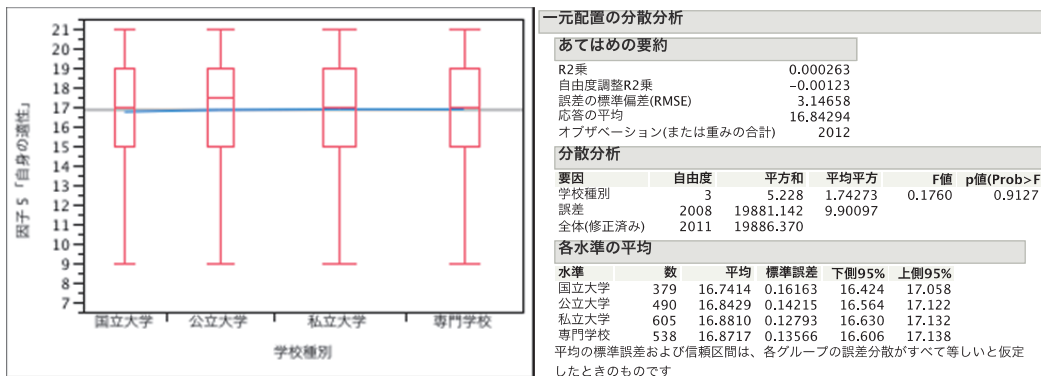 21
20
19
18
17
16
15
14
13
12
11
10
9
8
7
因子 5 「自身の適性」
国立大学 公立大学 私立大学 専門学校
学校種別
一元配置の分散分析
あてはめの要約
R2乗 0.000263
自由度調整R2乗 -0.00123
誤差の標準偏差(RMSE) 3.14658
応答の平均 16.84294
オブザベーション(または重みの合計) 2012
分散分析
要因 自由度 平方和 平均平方 F値 p値(Prob>F
学校種別 3 5.228 1.74273 0.1760 0.9127
誤差 2008 19881.142 9.90097
全体(修正済み) 2011 19886.370
各水準の平均
水準 数 平均 標準誤差 下側95% 上側95%
国立大学 379 16.7414 0.16163 16.424 17.058
公立大学 490 16.8429 0.14215 16.564 17.122
私立大学 605 16.8810 0.12793 16.630 17.132
専門学校 538 16.8717 0.13566 16.606 17.138
平均の標準誤差および信頼区間は、各グループの誤差分散がすべて等しいと仮定
したときのものです